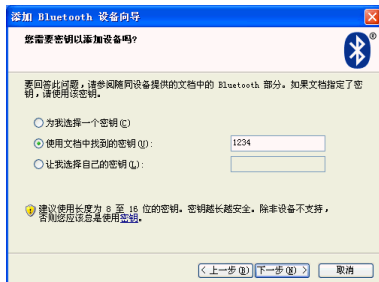 添加 Bluetooth 设备向导
您需要密钥以添加设备吗?
要回答此问题，请参阅随同设备提供的文档中的 Bluetooth 部分。如果文档指定了密
钥，请使用该密钥。
为我选择一个密钥(C)
使用文档中找到的密钥(U):
1234
让我选择自己的密钥(L):
建议使用长度为 8 至 16 位的密钥。密钥越长越安全。除非设备不支持，
否则您应该总是使用密钥。
< 上一步(B) 下一步(N) > 取消